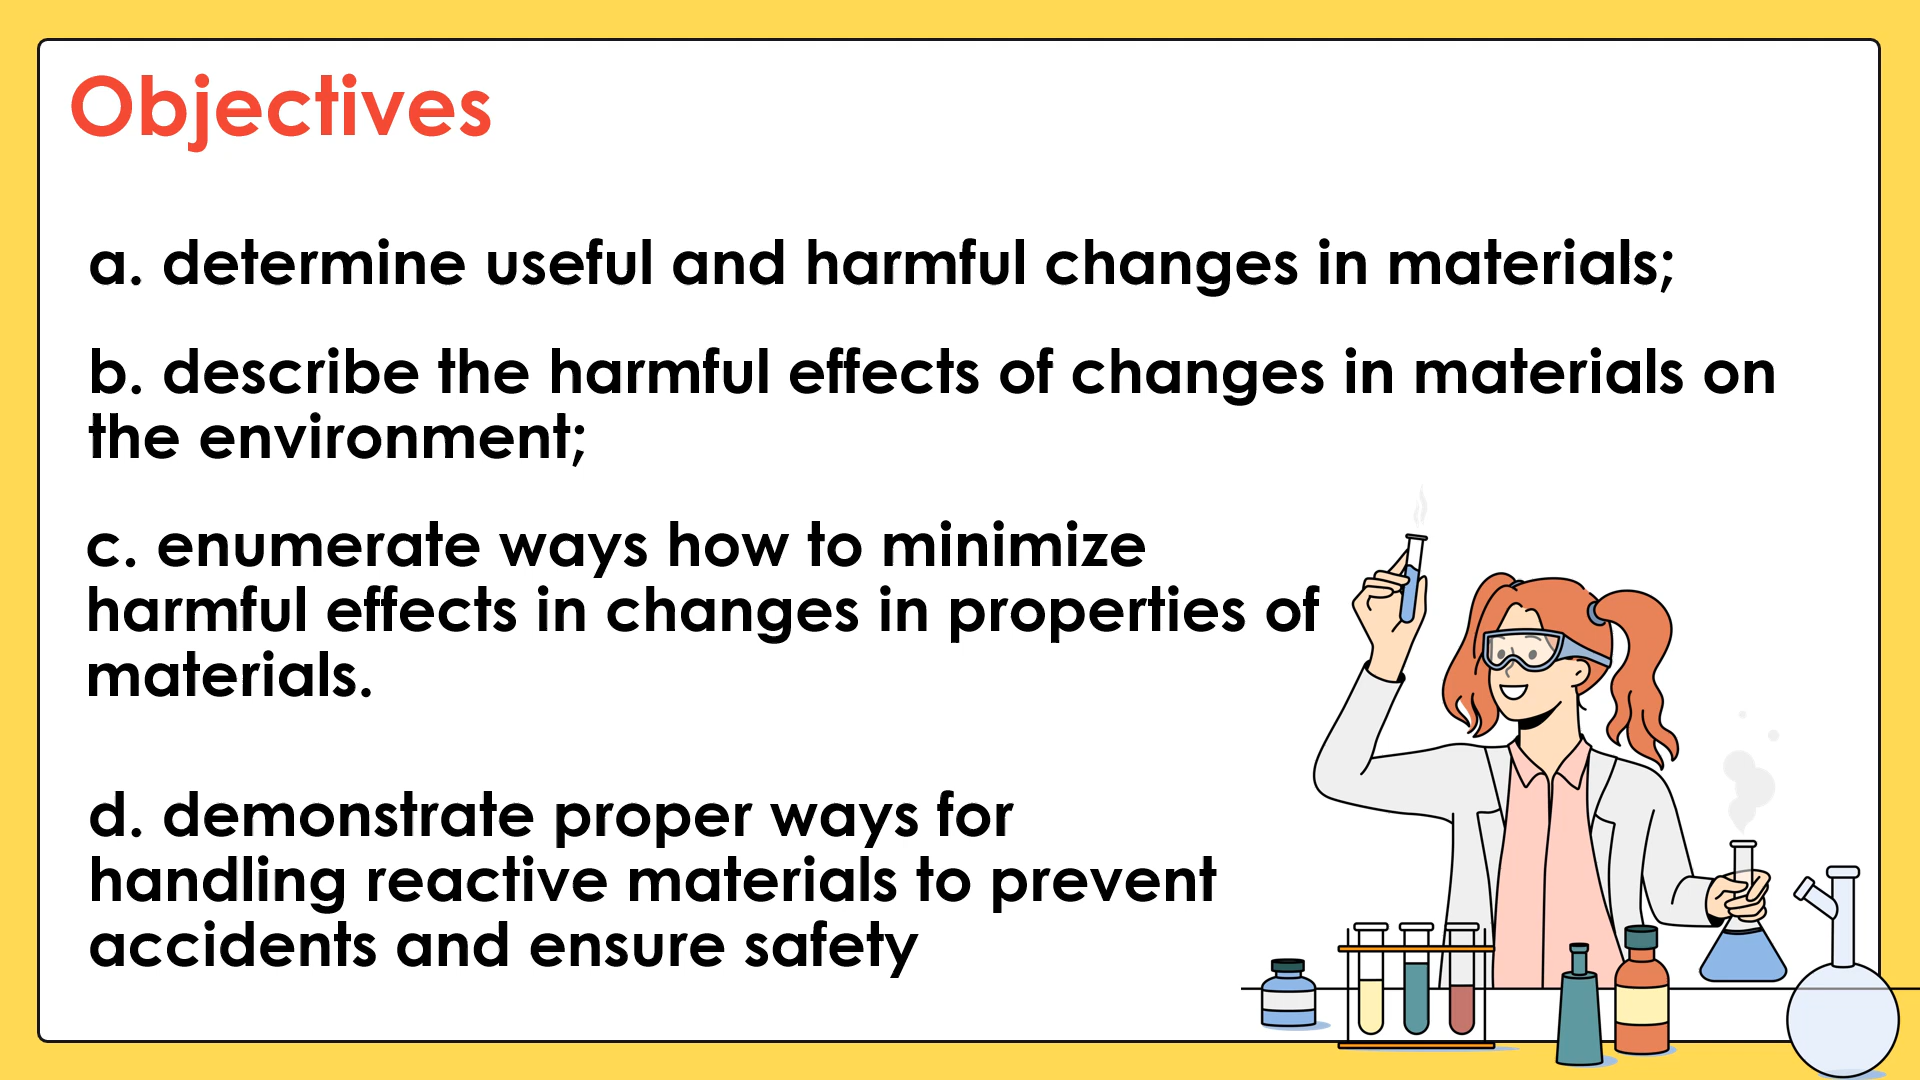 Objectives
a. determine useful and harmful changes in materials;
b. describe the harmful effects of changes in materials on
the environment;
c. enumerate ways how to minimize
harmful effects in changes in properties of
materials.
d. demonstrate proper ways for
handling reactive materials to prevent
accidents and ensure safety